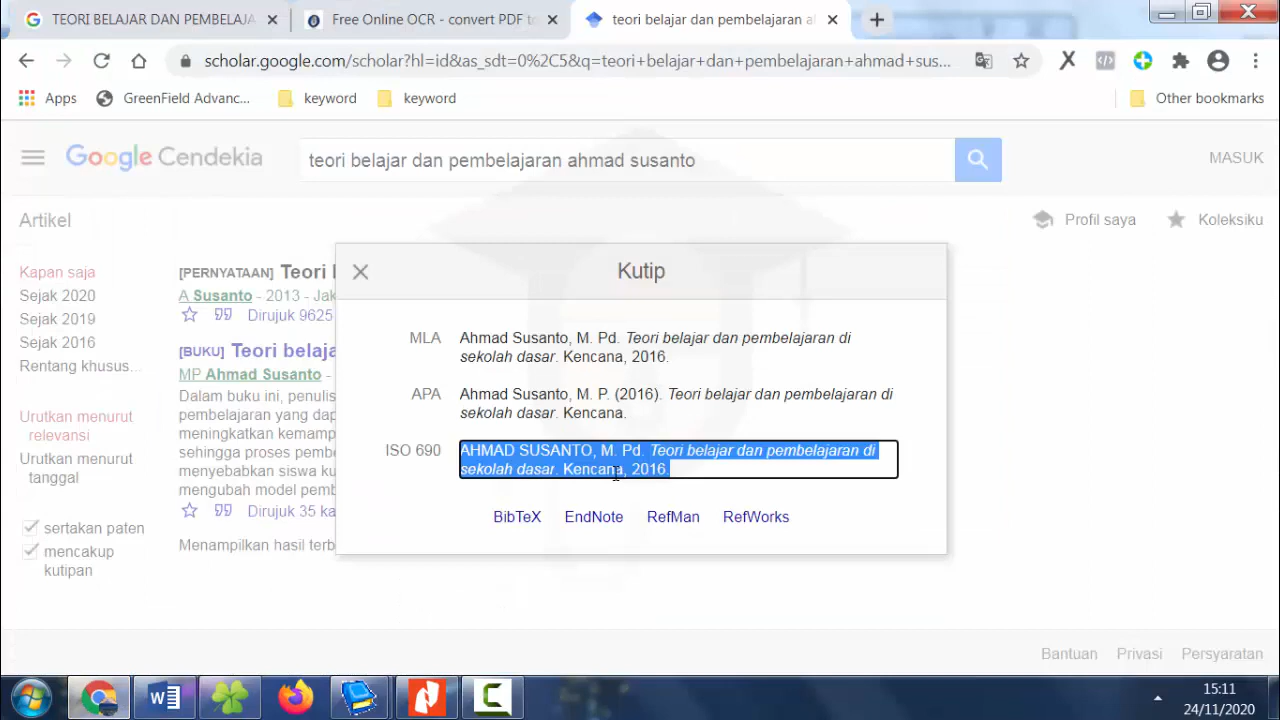 TEORI BELAJAR DAN PEMBELAJA
Free Online OCR - convert PDF to
teori belajar dan pembelajaran a
scholar.google.com/scholar?hl=id&as_sdt=0%2C5&q=teori+belajar+dan+pembelajaran+ahmad+sus...
Apps
GreenField Advanc...
keyword
keyword
Other bookmarks
Google Cendekia
teori belajar dan pembelajaran ahmad susanto
MASUK
Artikel
Profil saya
Koleksiku
Kutip
MLA
Ahmad Susanto, M. Pd. Teori belajar dan pembelajaran di
sekolah dasar. Kencana, 2016.
APA
Ahmad Susanto, M. P. (2016). Teori belajar dan pembelajaran di
sekolah dasar. Kencana.
ISO 690
AHMAD SUSANTO, M. Pd. Teori belajar dan pembelajaran di
sekolah dasar. Kencana, 2016.
BibTeX
EndNote
RefMan
RefWorks
Kapan saja
Sejak 2020
Sejak 2019
Sejak 2016
Rentang khusus...
Urutkan menurut
relevansi
Urutkan menurut
tanggal
sertakan paten
mencakup
kutipan
[PERNYATAAN] Teori
A Susanto - 2013 - Jak
Dirujuk 9625
[BUKU] Teori belaja
MP Ahmad Susanto -
Dalam buku ini, penulis
pembelajaran yang dap
meningkatkan kemamp
sehingga proses pemb
menyebabkan siswa ku
mengubah model pemb
Dirujuk 35 ka
Menampilkan hasil terb
Bantuan
Privasi
Persyaratan
15:11
24/11/2020